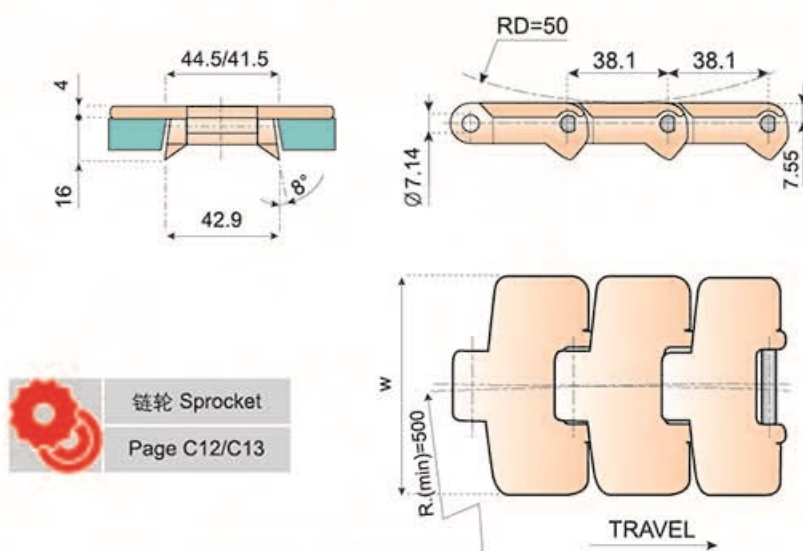 44.5/41.5
4
16
8°
42.9
RD=50
38.1
38.1
Ø7.14
7.55
w
R.(min)=500
TRAVEL
链轮 Sprocket
Page C12/C13